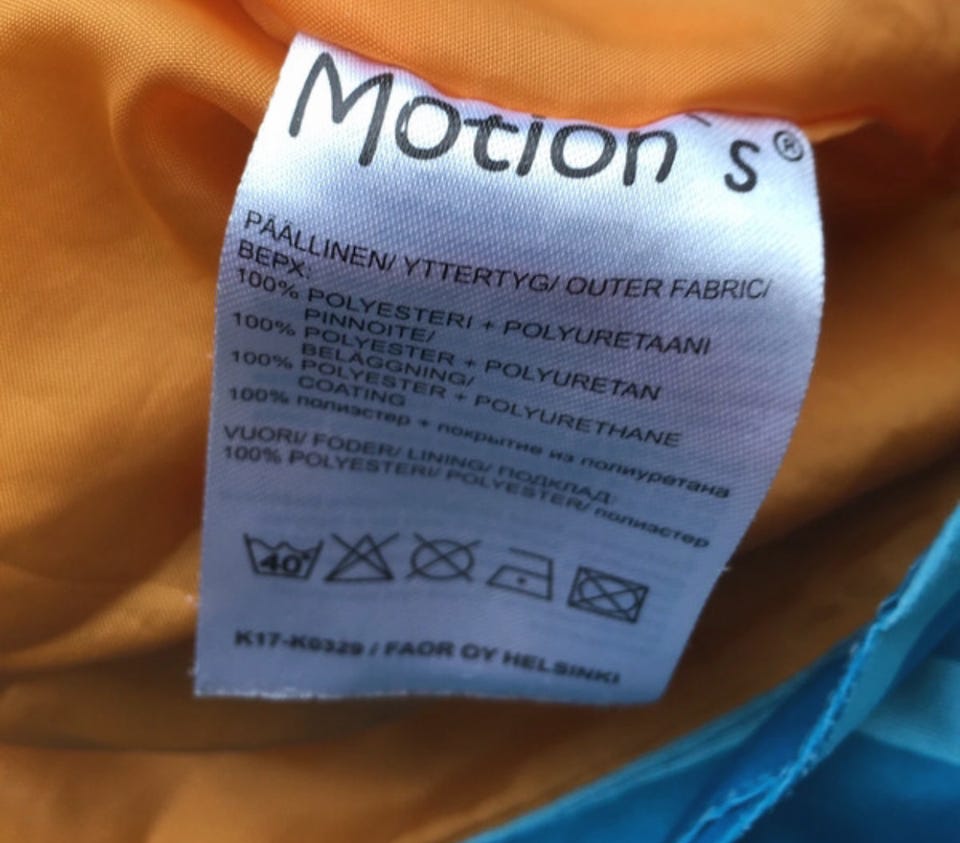 Motion´s®
PÄÄLLINEN/ YTTERTYG/ OUTER FABRIC/
ВЕРХ:
100% POLYESTERI + POLYURETAANI
PINNOITE/
100% POLYESTER + POLYURETAN
BELÄGGNING/
100% POLYESTER + POLYURETHANE
COATING
100% полиэстер + покрытие из полиуретана
VUORI/ FODER/ LINING/ ПОДКЛАД:
100% POLYESTERI/ POLYESTER/ полиэстер
40
K17-K0329 / FAOR OY HELSINKI